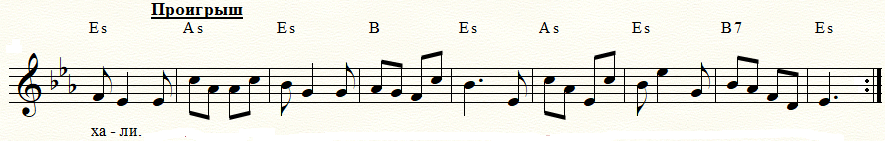 Проигрыш
Es As Es B Es As Es B7 Es
ха - ли.